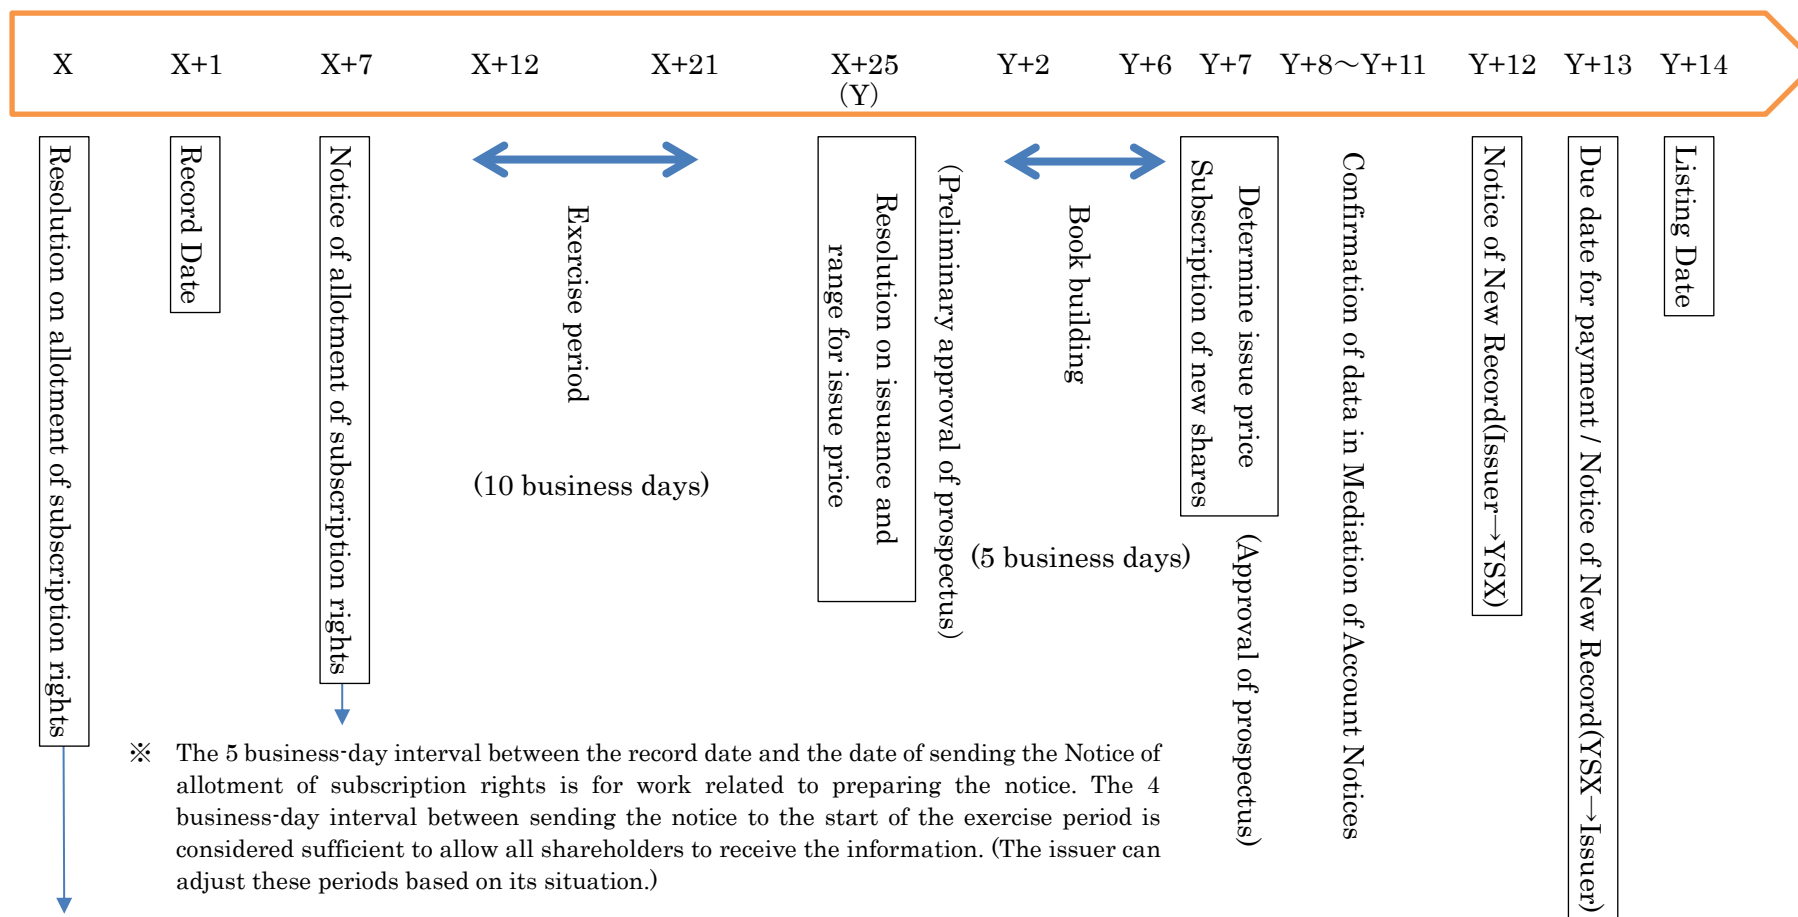 X X+1 X+7 X+12 X+21 X+25 Y+2 Y+6 Y+7 Y+8～Y+11 Y+12 Y+13 Y+14
(Y)
Resolution on allotment of subscription rights
Record Date
Notice of allotment of subscription rights
Exercise period
(10 business days)
Resolution on issuance and
range for issue price
(Preliminary approval of prospectus)
Book building
(5 business days)
Determine issue price
Subscription of new shares
(Approval of prospectus)
Confirmation of data in Mediation of Account Notices
Notice of New Record(Issuer→YSX)
Due date for payment / Notice of New Record(YSX→Issuer)
Listing Date
※ The 5 business-day interval between the record date and the date of sending the Notice of
allotment of subscription rights is for work related to preparing the notice. The 4
business-day interval between sending the notice to the start of the exercise period is
considered sufficient to allow all shareholders to receive the information. (The issuer can
adjust these periods based on its situation.)